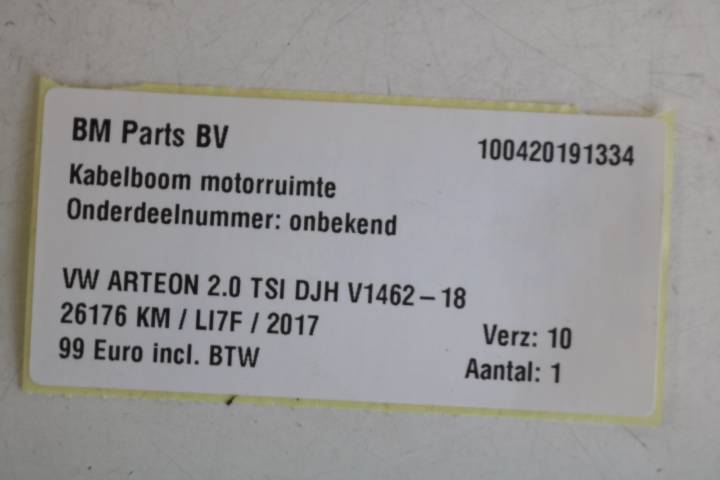 BM Parts BV
100420191334
Kabelboom motorruimte
Onderdeelnummer: onbekend
VW ARTEON 2.0 TSI DJH V1462-18
26176 KM / LI7F / 2017
Verz: 10
99 Euro incl. BTW
Aantal: 1